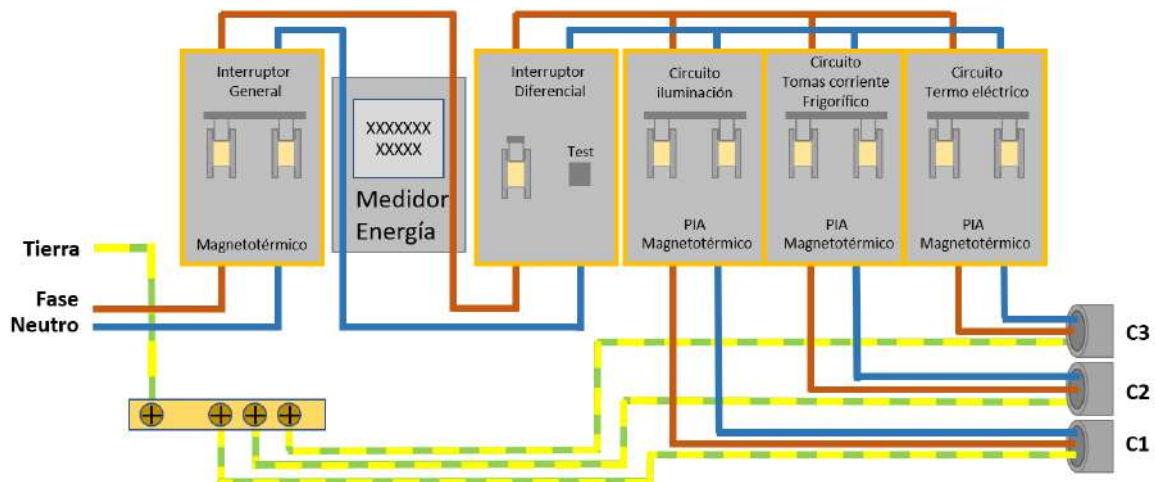 Interruptor
General
Magnetotérmico
XXXXXXX
XXXXX
Medidor
Energía
Interruptor
Diferencial
Test
Circuito
iluminación
PIA
Magnetotérmico
Circuito
Tomas corriente
Frigorífico
PIA
Magnetotérmico
Circuito
Termo eléctrico
PIA
Magnetotérmico
Tierra
Fase
Neutro
C3
C2
C1